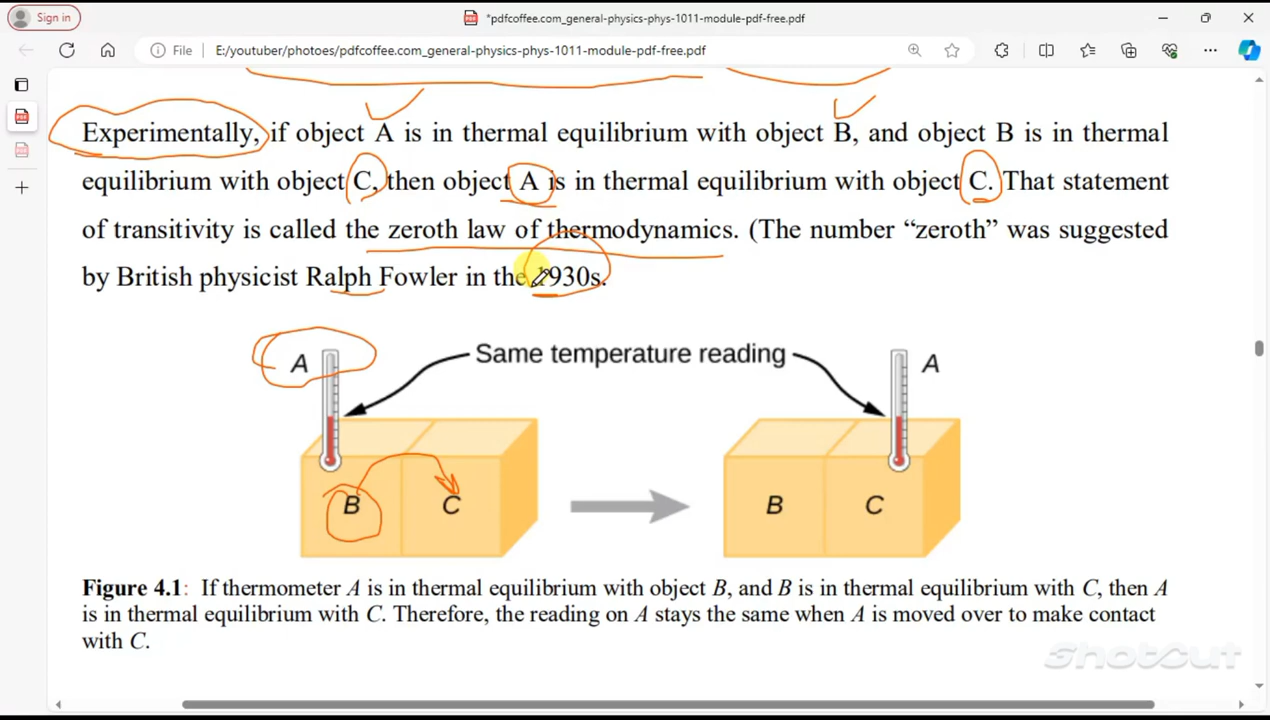 Sign in
*pdfcoffee.com_general-physics-phys-1011-module-pdf-free.pdf
File
E:/youtuber/photoes/pdfcoffee.com_general-physics-phys-1011-module-pdf-free.pdf
Experimentally, if object A is in thermal equilibrium with object B, and object B is in thermal
equilibrium with object C, then object A is in thermal equilibrium with object C. That statement
of transitivity is called the zeroth law of thermodynamics. (The number “zeroth” was suggested
by British physicist Ralph Fowler in the 1930s.
A
Same temperature reading
A
B
C
B
C
Figure 4.1: If thermometer A is in thermal equilibrium with object B, and B is in thermal equilibrium with C, then A
is in thermal equilibrium with C. Therefore, the reading on A stays the same when A is moved over to make contact
with C.
SHOTCUT